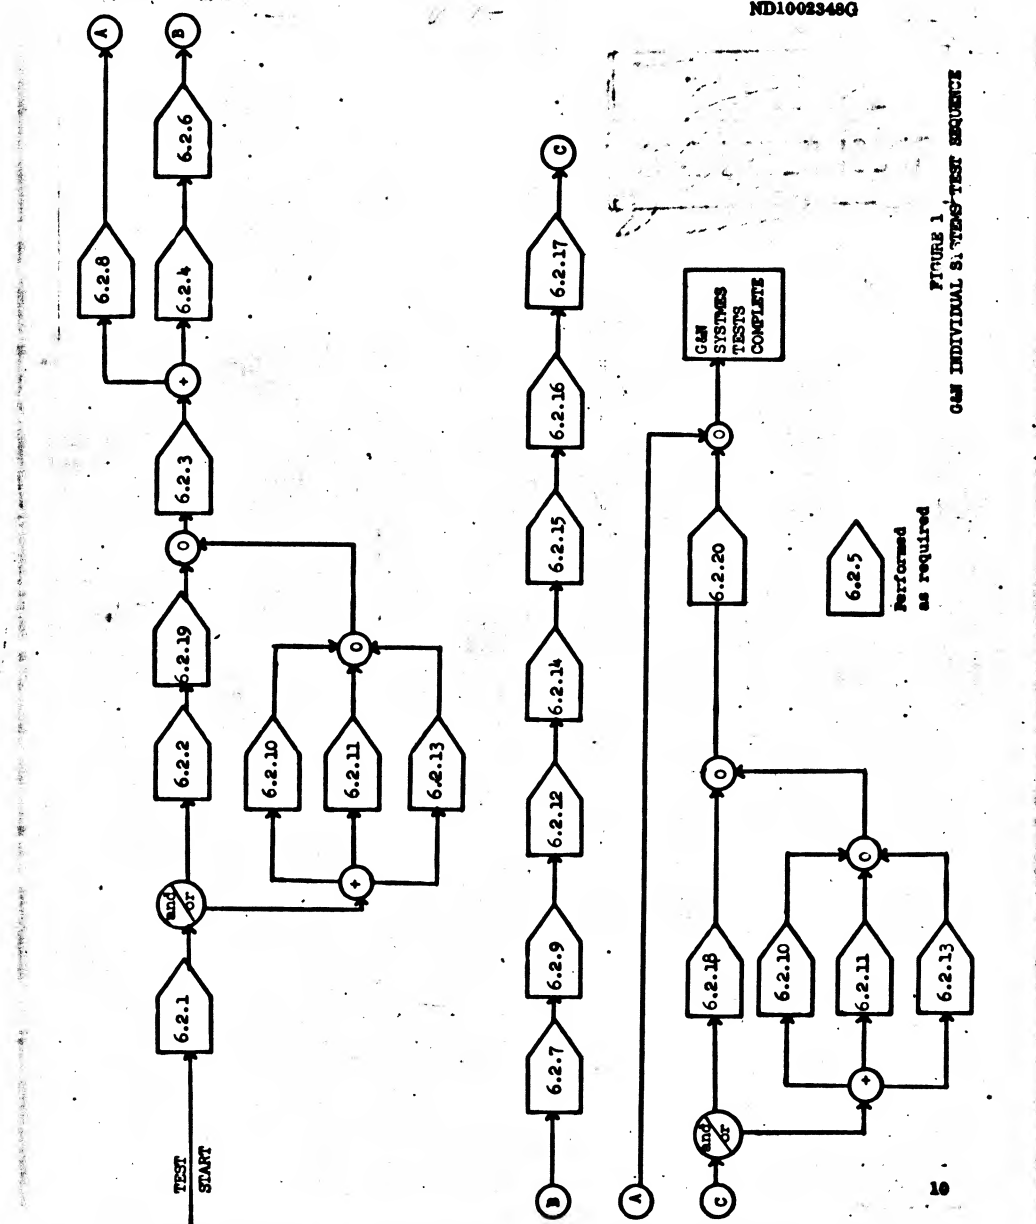 ND1002348G
TEST
START
6.2.1
and/or
6.2.2
6.2.19
O
6.2.3
+
6.2.4
6.2.6
B
6.2.8
A
+
6.2.10
6.2.11
6.2.13
O
B
6.2.7
6.2.9
6.2.12
6.2.14
6.2.15
6.2.16
6.2.17
C
A
C
and/or
6.2.18
O
6.2.20
O
G&N
SYSTMES
TESTS
COMPLETE
+
6.2.10
6.2.11
6.2.13
O
6.2.5
Performed
as required
FIGURE 1
G&N INDIVIDUAL SYSTEMS TEST SEQUENCE
10